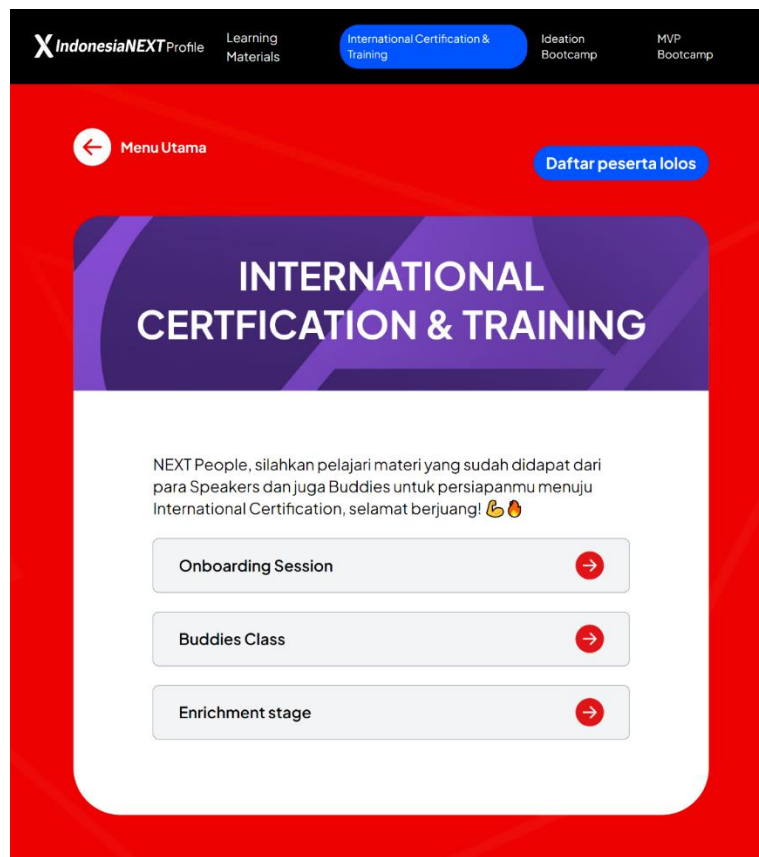 X IndonesiaNEXT Profile
Learning
Materials
International Certification &
Training
Ideation
Bootcamp
MVP
Bootcamp
Menu Utama
Daftar peserta lolos
INTERNATIONAL
CERTFICATION & TRAINING
NEXT People, silahkan pelajari materi yang sudah didapat dari
para Speakers dan juga Buddies untuk persiapanmu menuju
International Certification, selamat berjuang! 💪🔥
Onboarding Session
Buddies Class
Enrichment stage